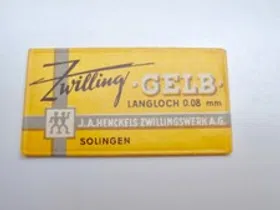 Zwilling ·GELB·
LANGLOCH 0.08 mm
J.A.HENCKELS ZWILLINGSWERK A.G.
SOLINGEN